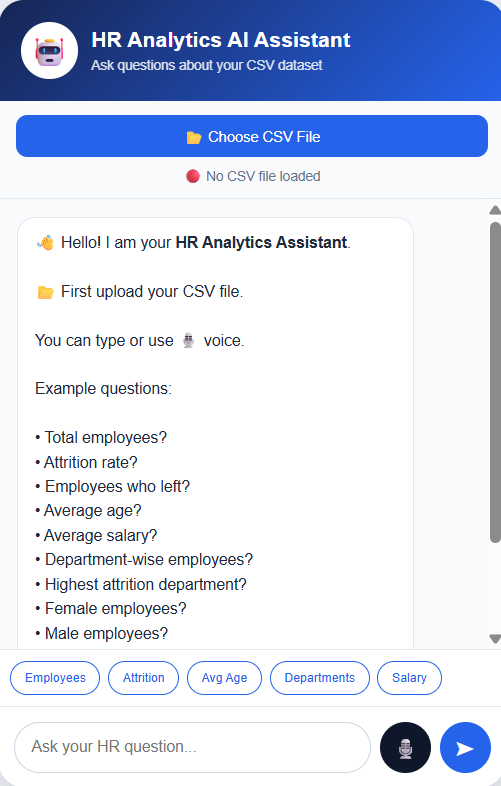 HR Analytics AI Assistant
Ask questions about your CSV dataset
📂 Choose CSV File
🔴 No CSV file loaded
👋 Hello! I am your HR Analytics Assistant.
📂 First upload your CSV file.
You can type or use 🎙️ voice.
Example questions:
• Total employees?
• Attrition rate?
• Employees who left?
• Average age?
• Average salary?
• Department-wise employees?
• Highest attrition department?
• Female employees?
• Male employees?
Employees Attrition Avg Age Departments Salary
Ask your HR question...